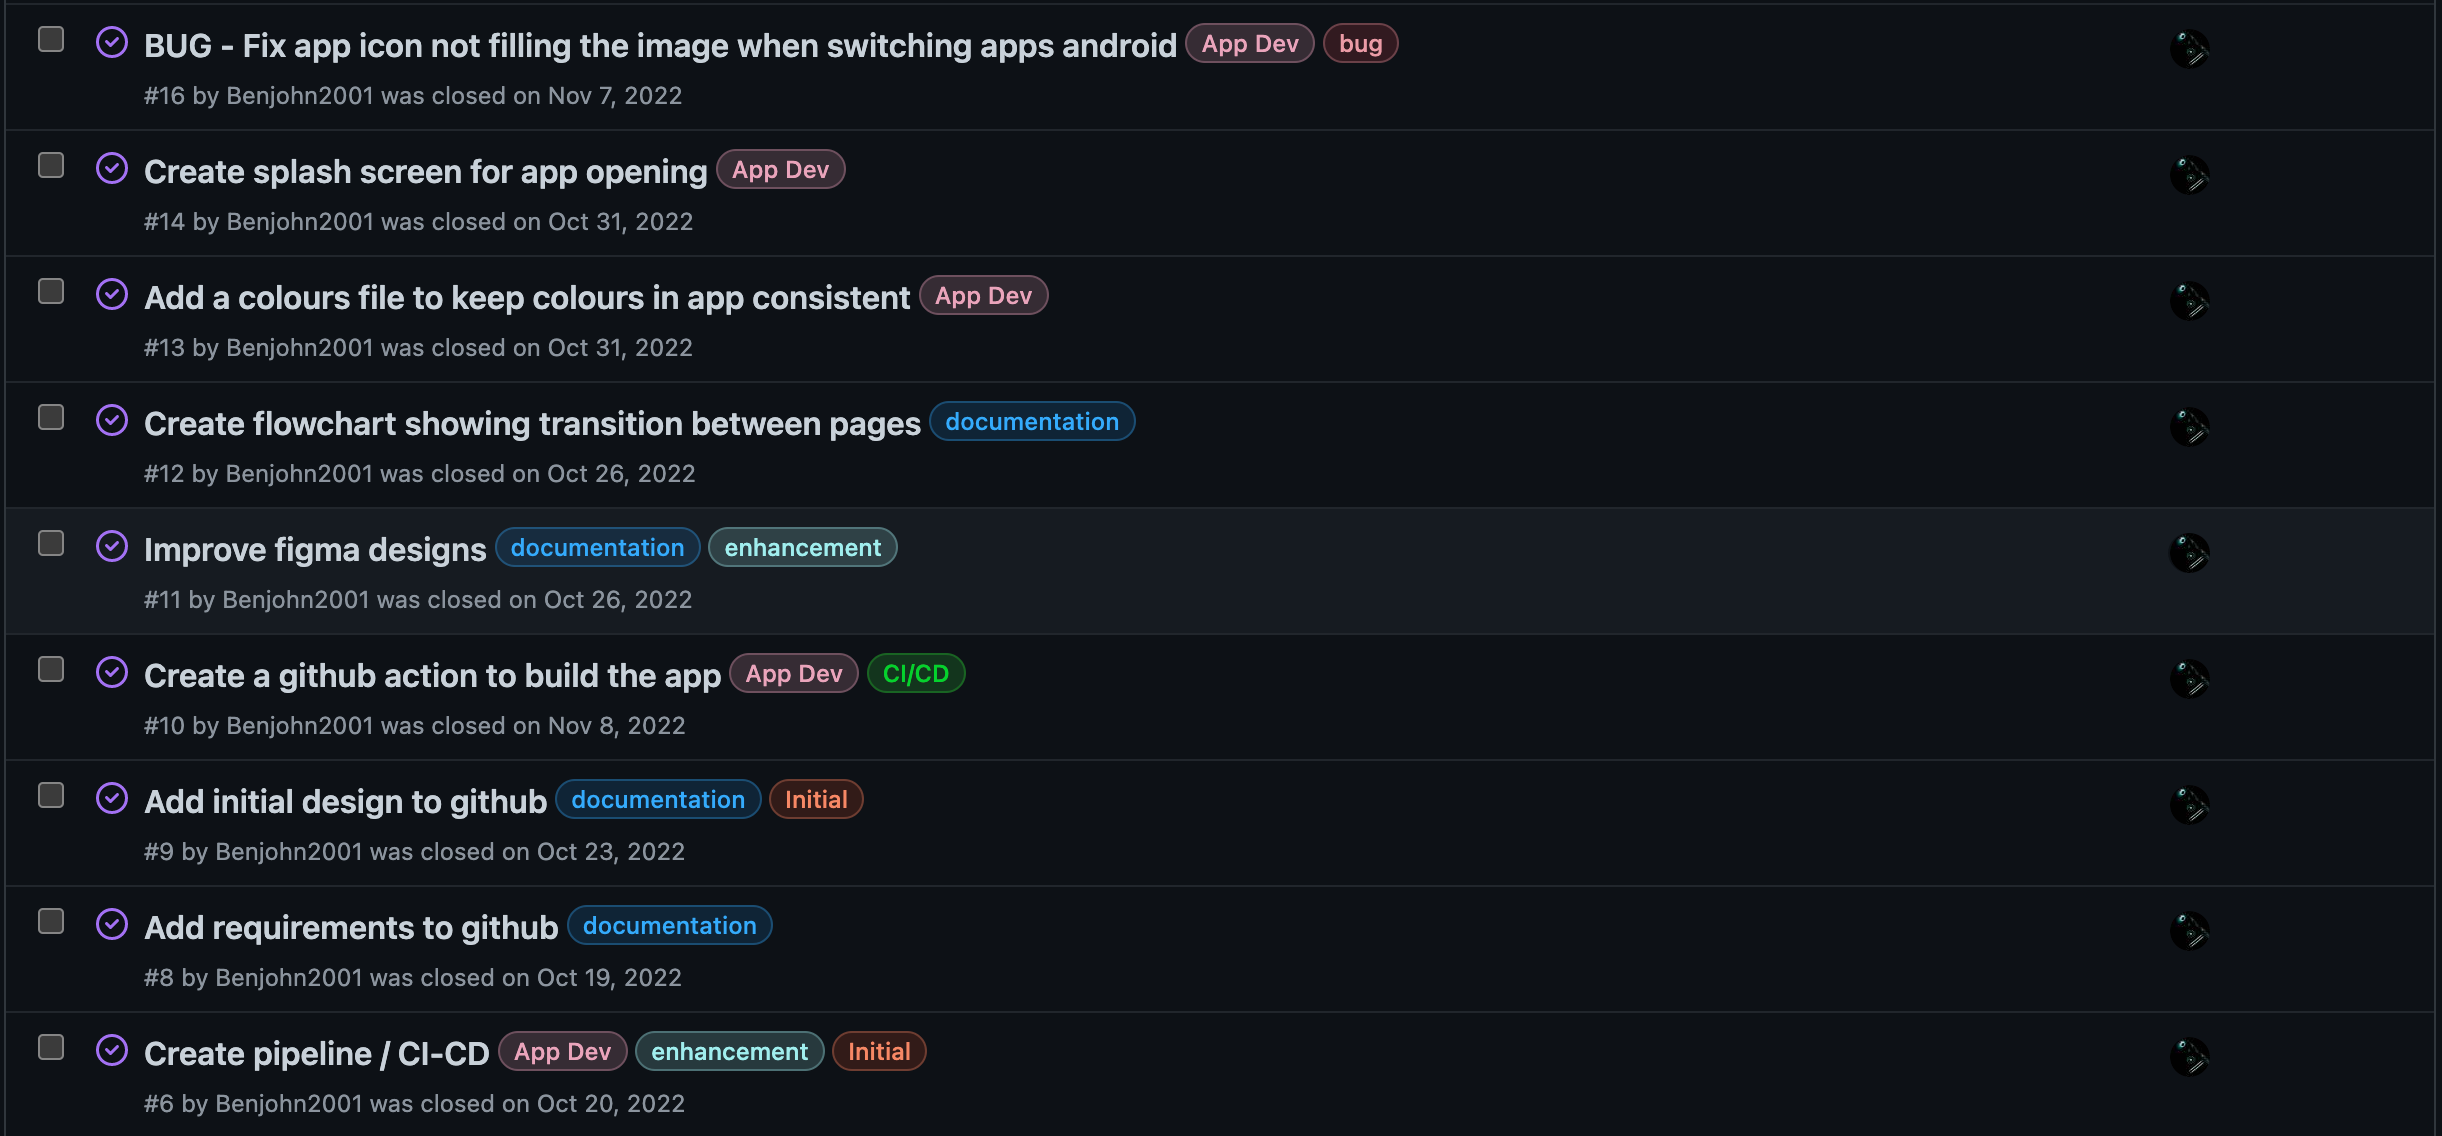 BUG - Fix app icon not filling the image when switching apps android App Dev bug
#16 by Benjohn2001 was closed on Nov 7, 2022
Create splash screen for app opening App Dev
#14 by Benjohn2001 was closed on Oct 31, 2022
Add a colours file to keep colours in app consistent App Dev
#13 by Benjohn2001 was closed on Oct 31, 2022
Create flowchart showing transition between pages documentation
#12 by Benjohn2001 was closed on Oct 26, 2022
Improve figma designs documentation enhancement
#11 by Benjohn2001 was closed on Oct 26, 2022
Create a github action to build the app App Dev CI/CD
#10 by Benjohn2001 was closed on Nov 8, 2022
Add initial design to github documentation Initial
#9 by Benjohn2001 was closed on Oct 23, 2022
Add requirements to github documentation
#8 by Benjohn2001 was closed on Oct 19, 2022
Create pipeline / CI-CD App Dev enhancement Initial
#6 by Benjohn2001 was closed on Oct 20, 2022